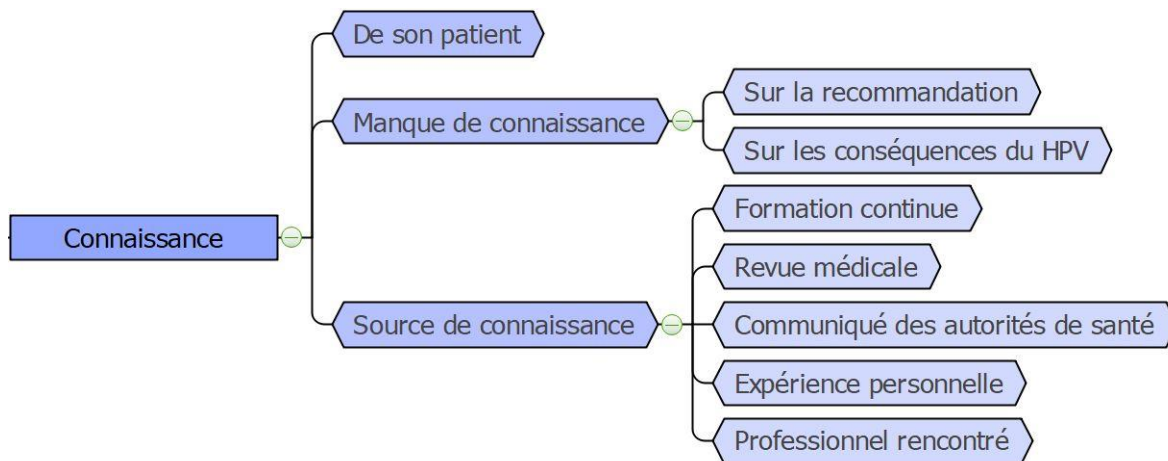 De son patient
Manque de connaissance
Sur la recommandation
Sur les conséquences du HPV
Connaissance
Source de connaissance
Formation continue
Revue médicale
Communiqué des autorités de santé
Expérience personnelle
Professionnel rencontré